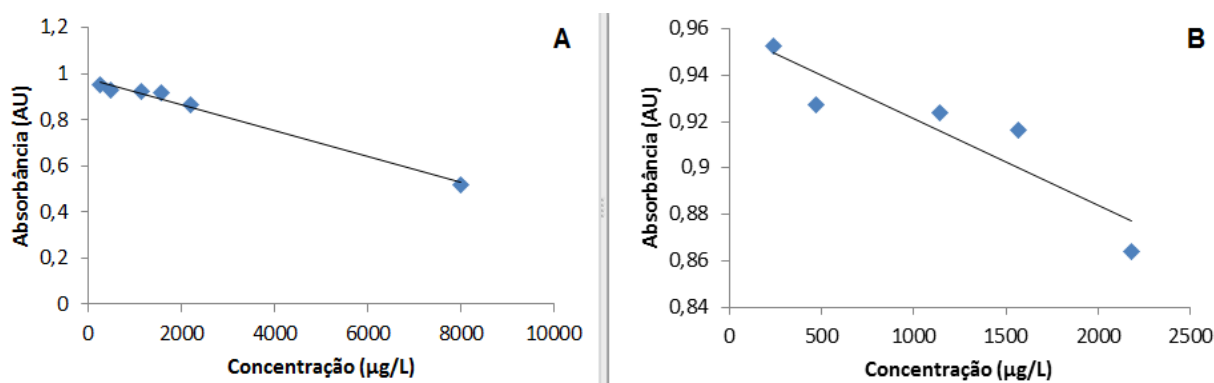 A
1,2
1
0,8
0,6
0,4
0,2
0
0 2000 4000 6000 8000 10000
Absorbância (AU)
Concentração (µg/L)
B
0,96
0,94
0,92
0,9
0,88
0,86
0,84
0 500 1000 1500 2000 2500
Absorbância (AU)
Concentração (µg/L)